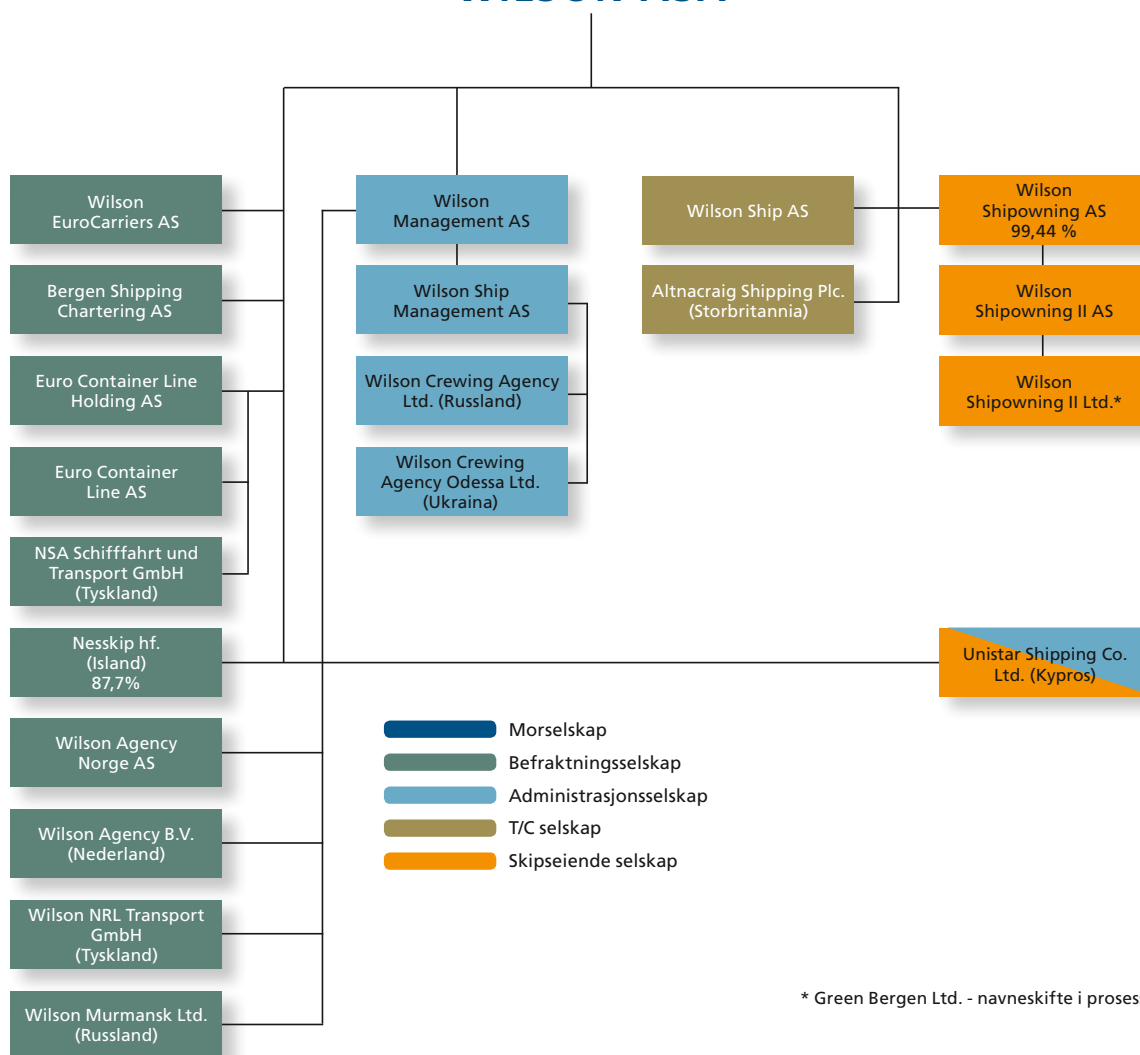 WILSON ASA
Wilson
EuroCarriers AS
Bergen Shipping
Chartering AS
Euro Container Line
Holding AS
Euro Container
Line AS
NSA Schifffahrt und
Transport GmbH
(Tyskland)
Nesskip hf.
(Island)
87,7%
Wilson Agency
Norge AS
Wilson Agency B.V.
(Nederland)
Wilson NRL Transport
GmbH
(Tyskland)
Wilson Murmansk Ltd.
(Russland)
Wilson
Management AS
Wilson Ship
Management AS
Wilson Crewing Agency
Ltd. (Russland)
Wilson Crewing
Agency Odessa Ltd.
(Ukraina)
Wilson Ship AS
Altnacraig Shipping Plc.
(Storbritannia)
Wilson
Shipowning AS
99,44 %
Wilson
Shipowning II AS
Wilson
Shipowning II Ltd.*
Unistar Shipping Co.
Ltd. (Kypros)
Morselskap
Befraktningsselskap
Administrasjonsselskap
T/C selskap
Skipseiende selskap
* Green Bergen Ltd. - navneskifte i proses